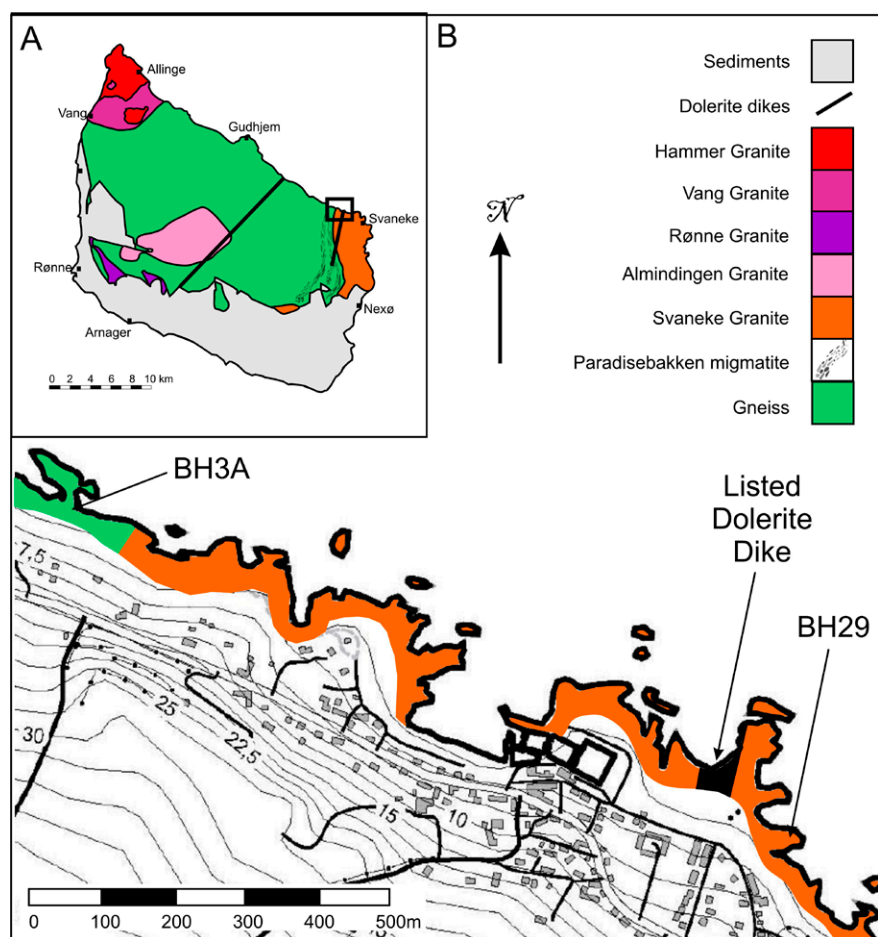 A
Allinge
Vang
Gudhjem
Svaneke
Rønne
Nexø
Arnager
0 2 4 6 8 10 km
B
Sediments
Dolerite dikes
Hammer Granite
Vang Granite
Rønne Granite
Almindingen Granite
Svaneke Granite
Paradisebakken migmatite
Gneiss
N
BH3A
Listed
Dolerite
Dike
BH29
7,5
25
22,5
30
15
10
0 100 200 300 400 500m